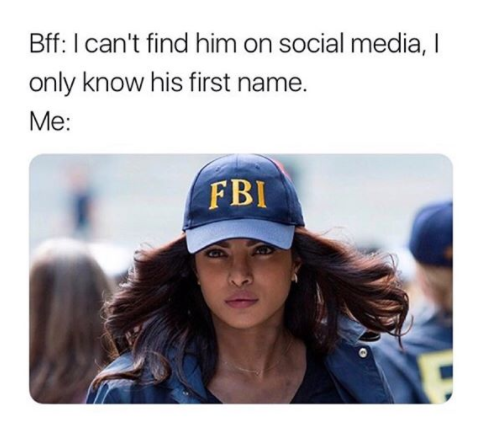 Bff: I can't find him on social media, I
only know his first name.
Me:
FBI